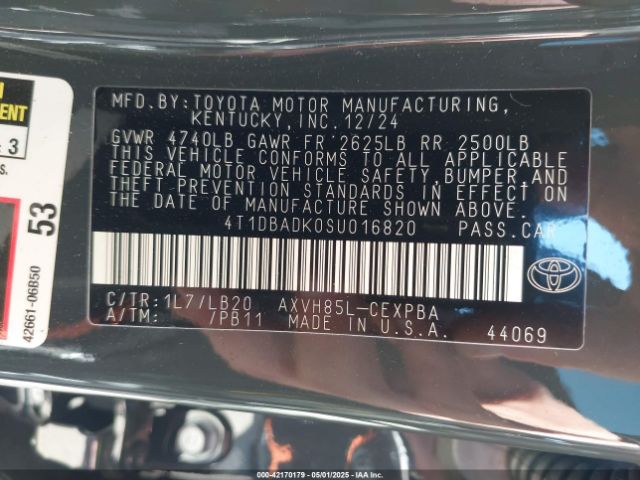 MFD.BY:TOYOTA MOTOR MANUFACTURING,
KENTUCKY,INC.12/24
GVWR 4740LB GAWR FR 2625LB RR 2500LB
THIS VEHICLE CONFORMS TO ALL APPLICABLE
FEDERAL MOTOR VEHICLE SAFETY,BUMPER AND
THEFT PREVENTION STANDARDS IN EFFECT ON
THE DATE OF MANUFACTURE SHOWN ABOVE.
4T1DBADK0SU016820 PASS.CAR
C/TR:1L7/LB20 AXVH85L-CEXPBA
A/TM: 7PB11 MADE IN U.S.A.
44069
TOYOTA
3
S.
53
42661-06B50
000-42170179 - 05/01/2025 - IAA Inc.